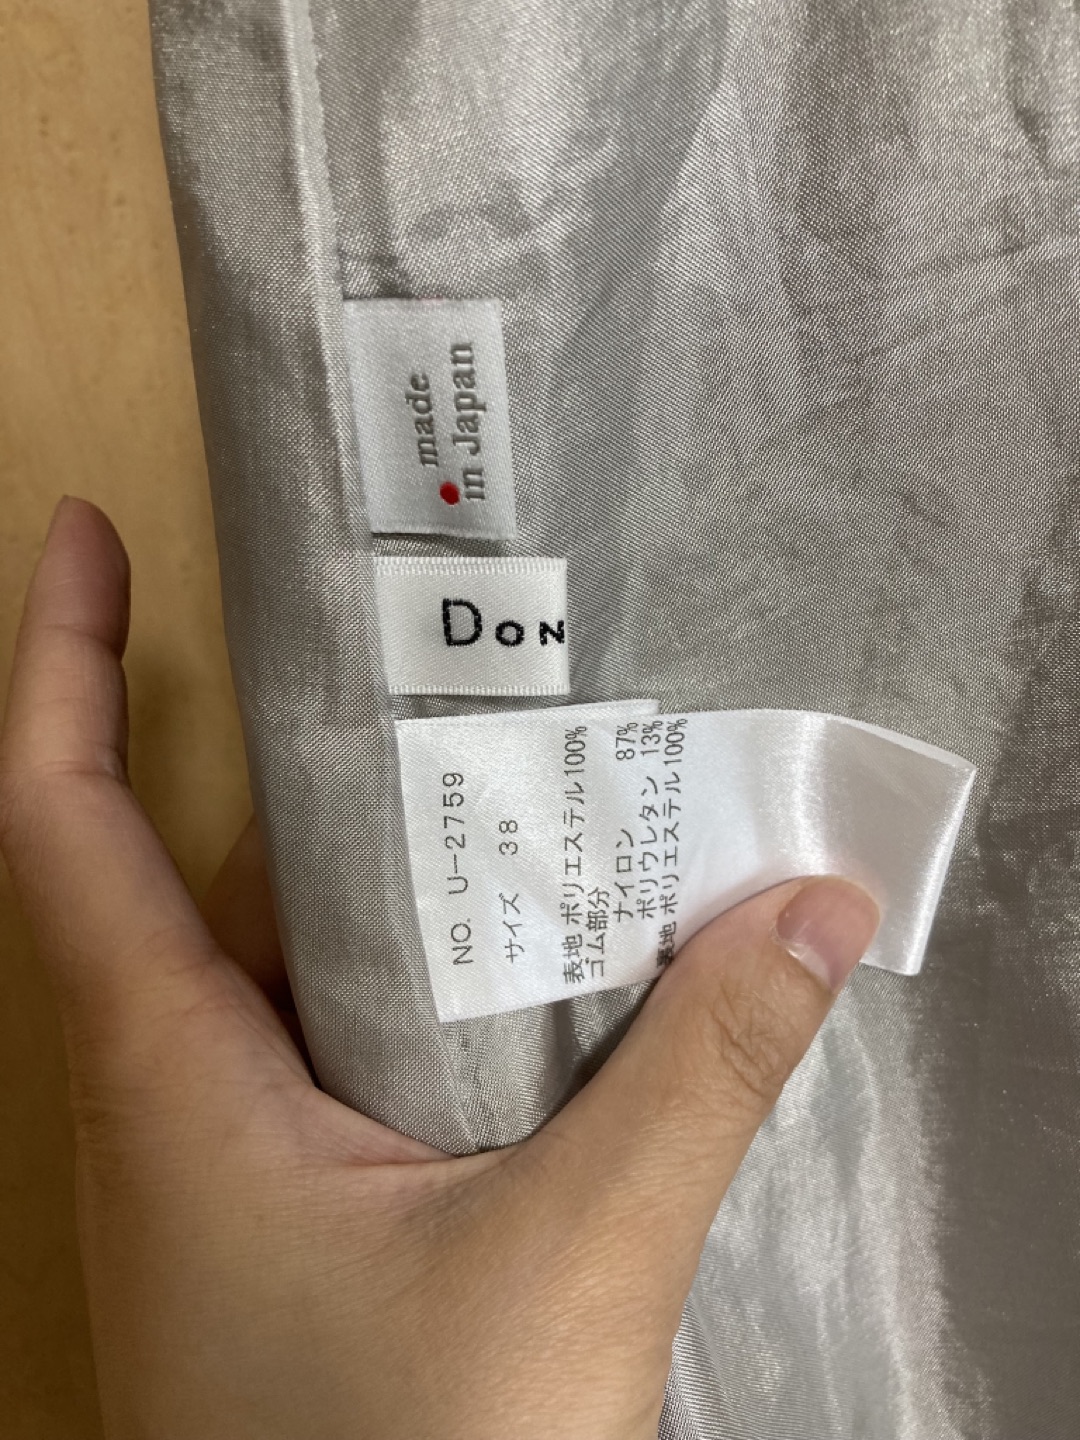 made
in Japan
DON
NO. U-2759
サイズ 38
表地 ポリエステル100%
ゴム部分
ナイロン 87%
ポリウレタン 13%
裏地 ポリエステル100%